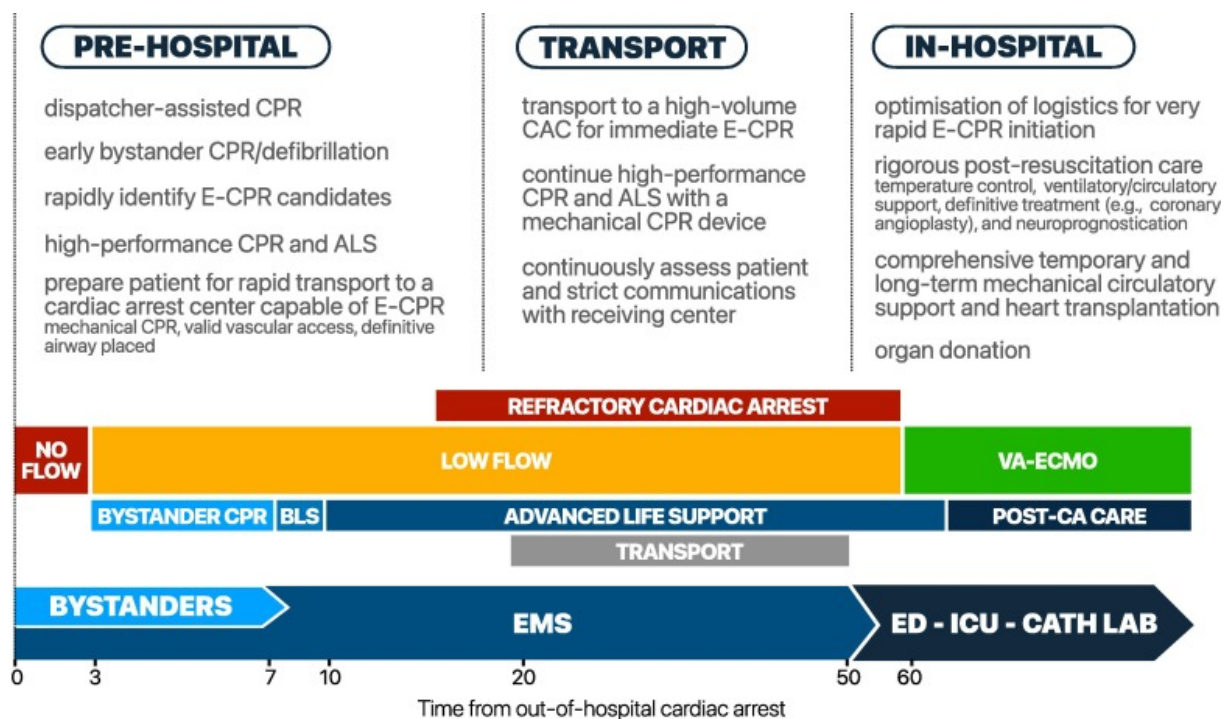 PRE-HOSPITAL
dispatcher-assisted CPR
early bystander CPR/defibrillation
rapidly identify E-CPR candidates
high-performance CPR and ALS
prepare patient for rapid transport to a
cardiac arrest center capable of E-CPR
mechanical CPR, valid vascular access, definitive
airway placed
TRANSPORT
transport to a high-volume
CAC for immediate E-CPR
continue high-performance
CPR and ALS with a
mechanical CPR device
continuously assess patient
and strict communications
with receiving center
IN-HOSPITAL
optimisation of logistics for very
rapid E-CPR initiation
rigorous post-resuscitation care
temperature control, ventilatory/circulatory
support, definitive treatment (e.g., coronary
angioplasty), and neuroprognostication
comprehensive temporary and
long-term mechanical circulatory
support and heart transplantation
organ donation
REFRACTORY CARDIAC ARREST
NO
FLOW
LOW FLOW
VA-ECMO
BYSTANDER CPR
BLS
ADVANCED LIFE SUPPORT
POST-CA CARE
TRANSPORT
BYSTANDERS
EMS
ED - ICU - CATH LAB
0 3 7 10 20 50 60
Time from out-of-hospital cardiac arrest